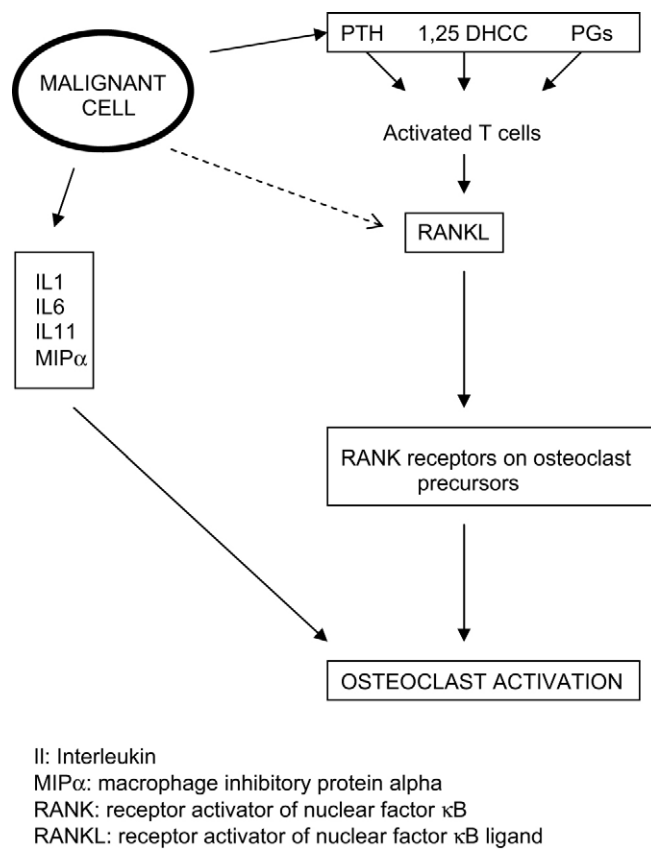 PTH 1,25 DHCC PGs
MALIGNANT
CELL
Activated T cells
RANKL
IL1
IL6
IL11
MIPα
RANK receptors on osteoclast
precursors
OSTEOCLAST ACTIVATION
Il: Interleukin
MIPα: macrophage inhibitory protein alpha
RANK: receptor activator of nuclear factor κB
RANKL: receptor activator of nuclear factor κB ligand